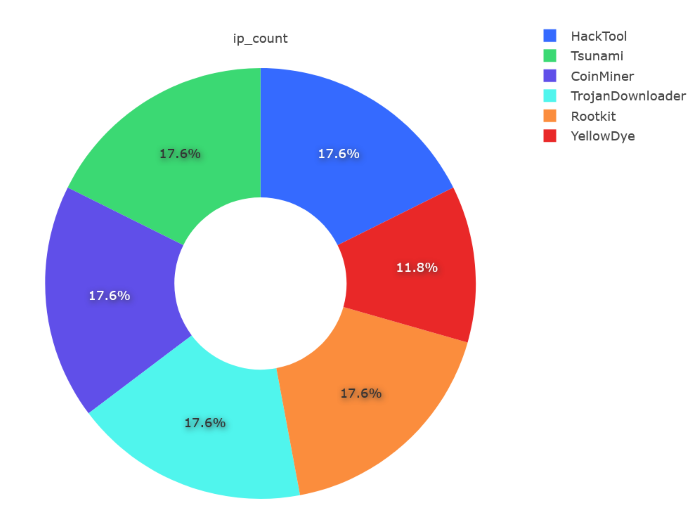 ip_count
HackTool
Tsunami
CoinMiner
TrojanDownloader
Rootkit
YellowDye
17.6%
17.6%
11.8%
17.6%
17.6%
17.6%